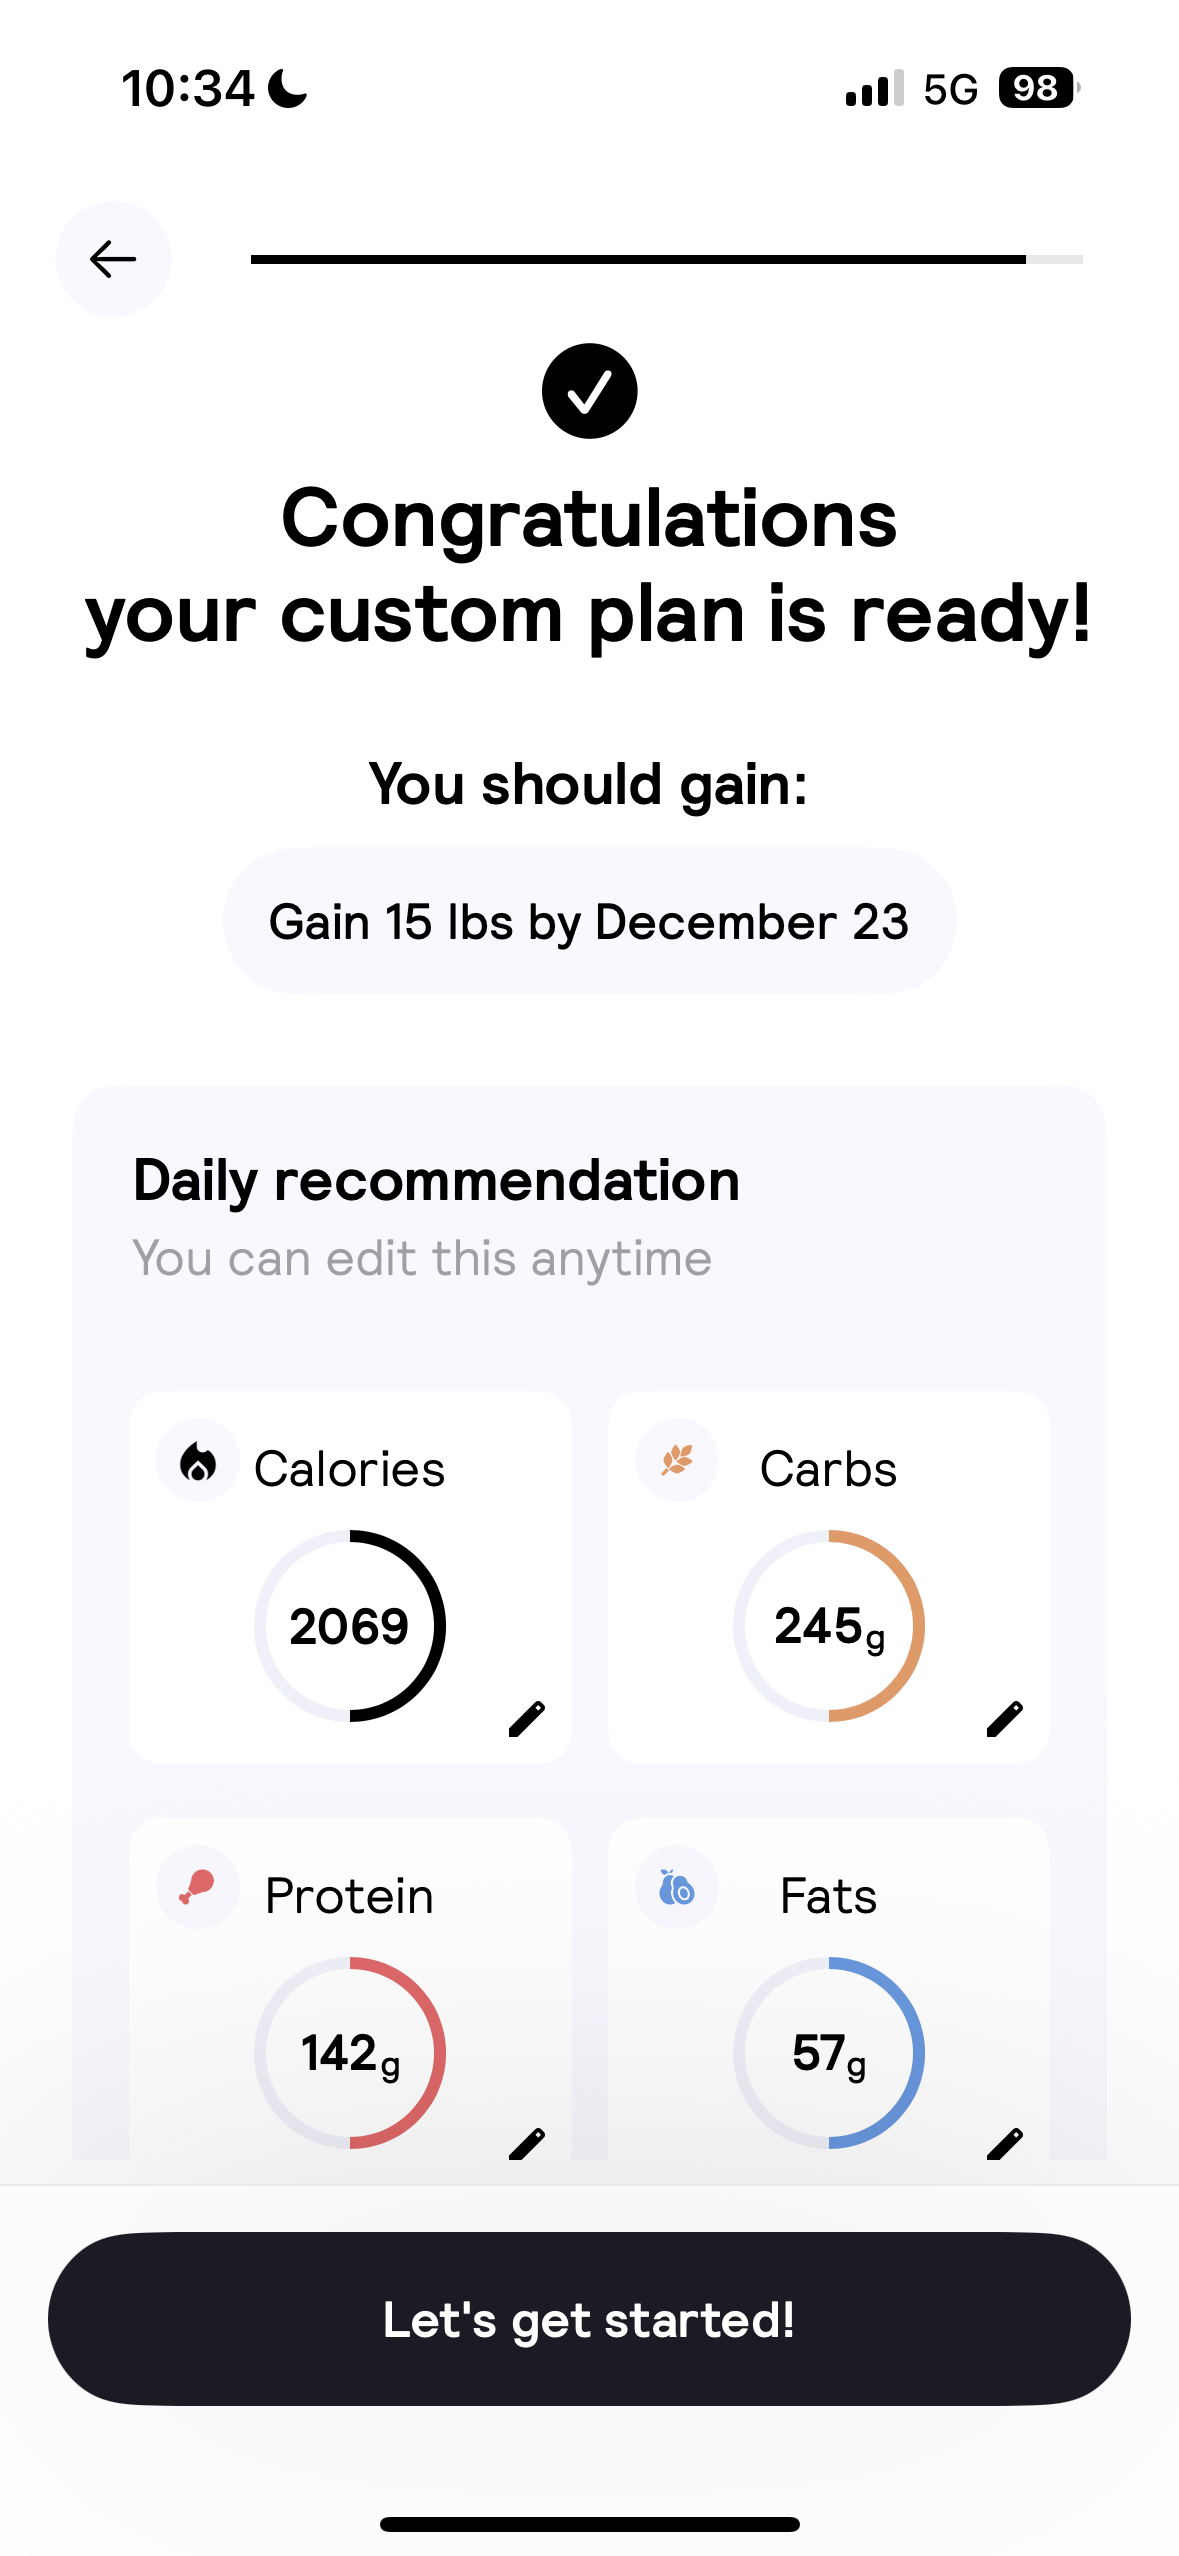 10:34
5G
98
Congratulations
your custom plan is ready!
You should gain:
Gain 15 lbs by December 23
Daily recommendation
You can edit this anytime
Calories
2069
Carbs
245g
Protein
142g
Fats
57g
Let's get started!